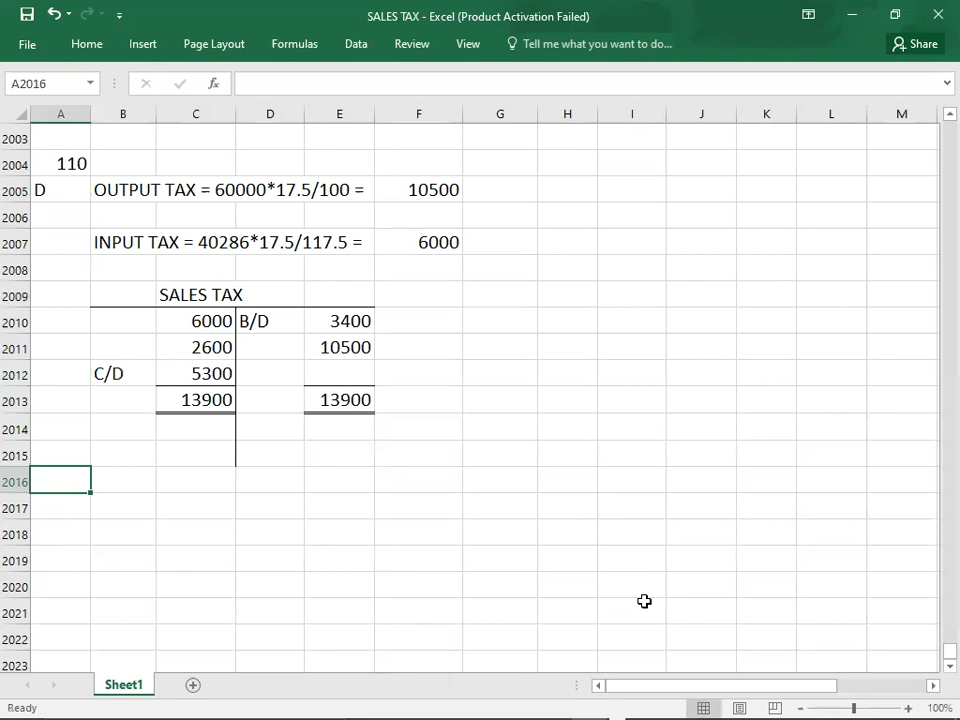 SALES TAX - Excel (Product Activation Failed)
File Home Insert Page Layout Formulas Data Review View Tell me what you want to do... Share
A2016 fx
A B C D E F G H I J K L M
2003
2004 110
2005 D OUTPUT TAX = 60000*17.5/100 = 10500
2006
2007 INPUT TAX = 40286*17.5/117.5 = 6000
2008
2009 SALES TAX
2010 6000 B/D 3400
2011 2600 10500
2012 C/D 5300
2013 13900 13900
2014
2015
2016
2017
2018
2019
2020
2021
2022
2023
Sheet1
Ready 100%